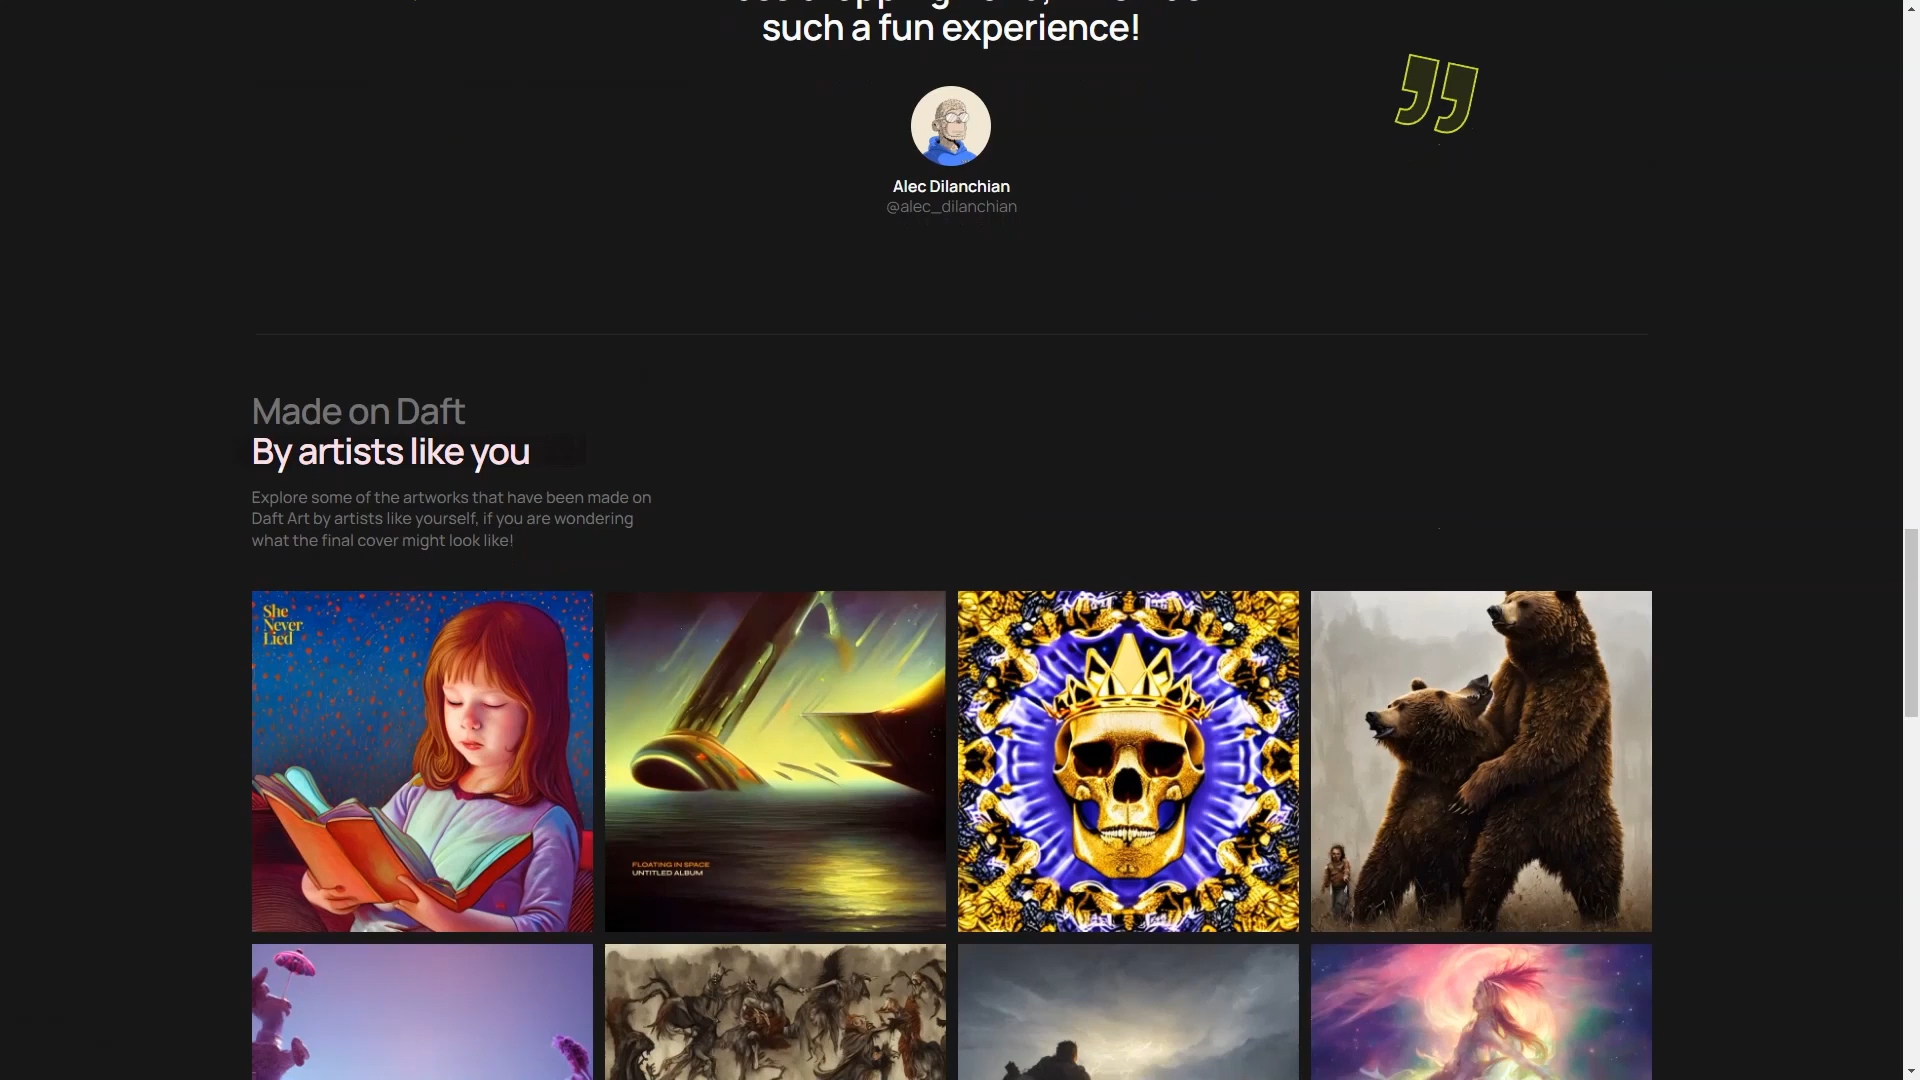 such a fun experience!
Alec Dilanchian
@alec_dilanchian
Made on Daft
By artists like you
Explore some of the artworks that have been made on
Daft Art by artists like yourself, if you are wondering
what the final cover might look like!
She
Never
Lied
FLOATING IN SPACE
UNTITLED ALBUM